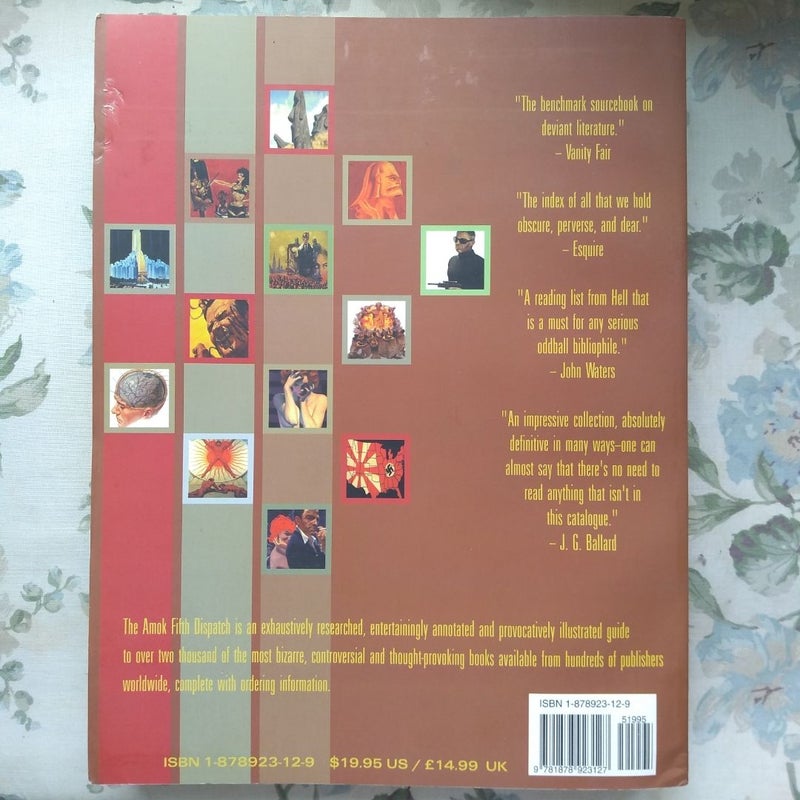 "The benchmark sourcebook on
deviant literature."
– Vanity Fair
"The index of all that we hold
obscure, perverse, and dear."
– Esquire
"A reading list from Hell that
is a must for any serious
oddball bibliophile."
– John Waters
"An impressive collection, absolutely
definitive in many ways–one can
almost say that there's no need to
read anything that isn't in
this catalogue."
– J. G. Ballard
The Amok Fifth Dispatch is an exhaustively researched, entertainingly annotated and provocatively illustrated guide
to over two thousand of the most bizarre, controversial and thought-provoking books available from hundreds of publishers
worldwide, complete with ordering information.
ISBN 1-878923-12-9 $19.95 US / £14.99 UK
ISBN 1-878923-12-9
51995
9 781878 923127